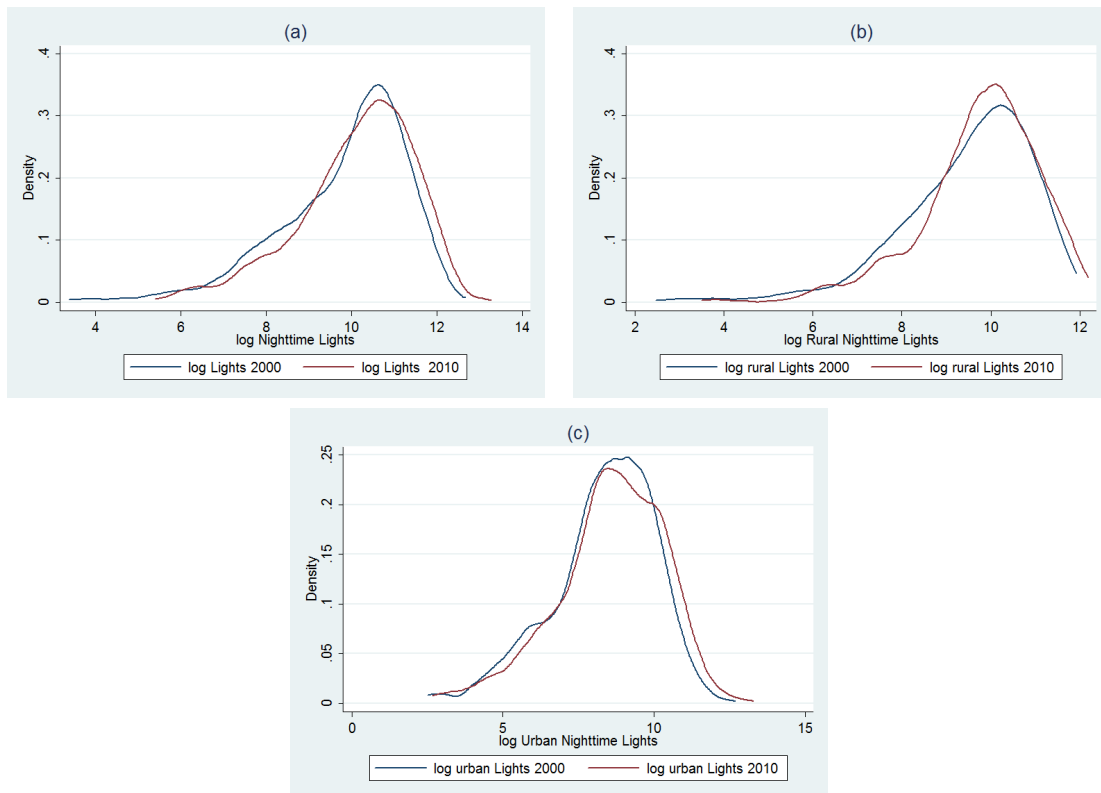 (a)
.4
.3
.2
.1
0
Density
4 6 8 10 12 14
log Nighttime Lights
log Lights 2000 log Lights 2010
(b)
.4
.3
.2
.1
0
Density
2 4 6 8 10 12
log Rural Nighttime Lights
log rural Lights 2000 log rural Lights 2010
(c)
.25
.2
.15
.1
.05
0
Density
0 5 10 15
log Urban Nighttime Lights
log urban Lights 2000 log urban Lights 2010